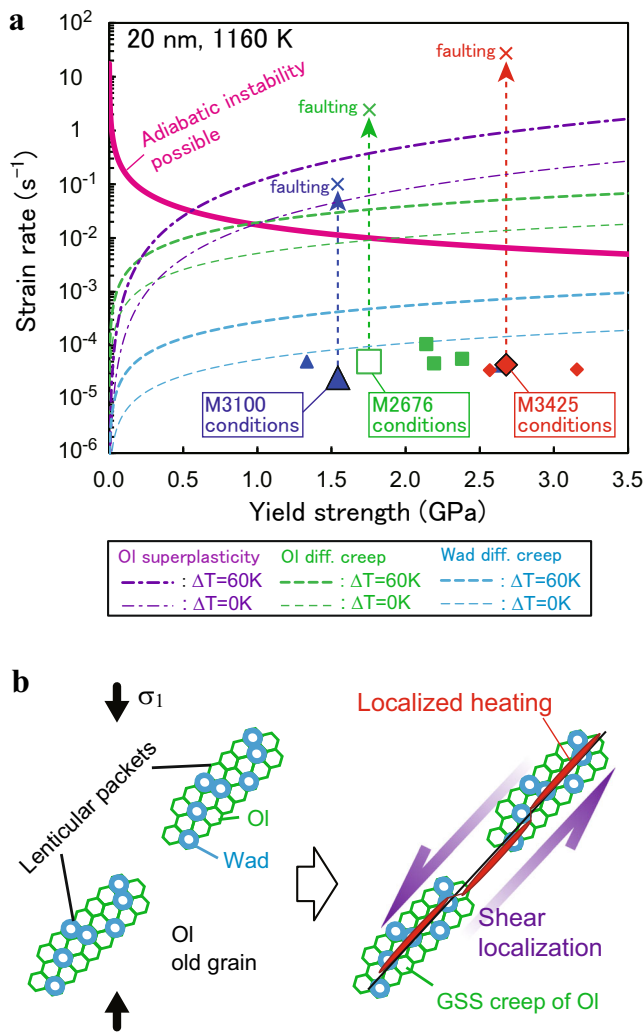 a
20 nm, 1160 K
Adiabatic instability
possible
faulting
faulting
faulting
10²
10
1
10⁻¹
10⁻²
10⁻³
10⁻⁴
10⁻⁵
10⁻⁶
Strain rate (s⁻¹)
M3100
conditions
M2676
conditions
M3425
conditions
0.0 0.5 1.0 1.5 2.0 2.5 3.0 3.5
Yield strength (GPa)
Ol superplasticity Ol diff. creep Wad diff. creep
: ΔT=60K : ΔT=60K : ΔT=60K
: ΔT=0K : ΔT=0K : ΔT=0K
b
σ₁
Lenticular packets
Ol
Wad
Ol
old grain
Localized heating
Shear
localization
GSS creep of Ol